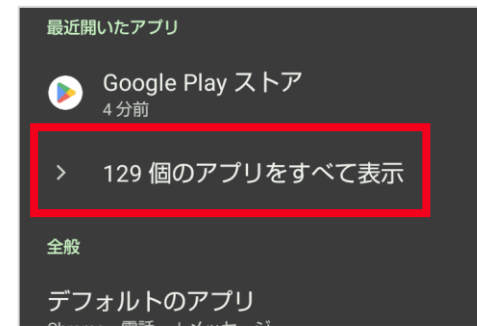 最近開いたアプリ
Google Play ストア
4 分前
129 個のアプリをすべて表示
全般
デフォルトのアプリ